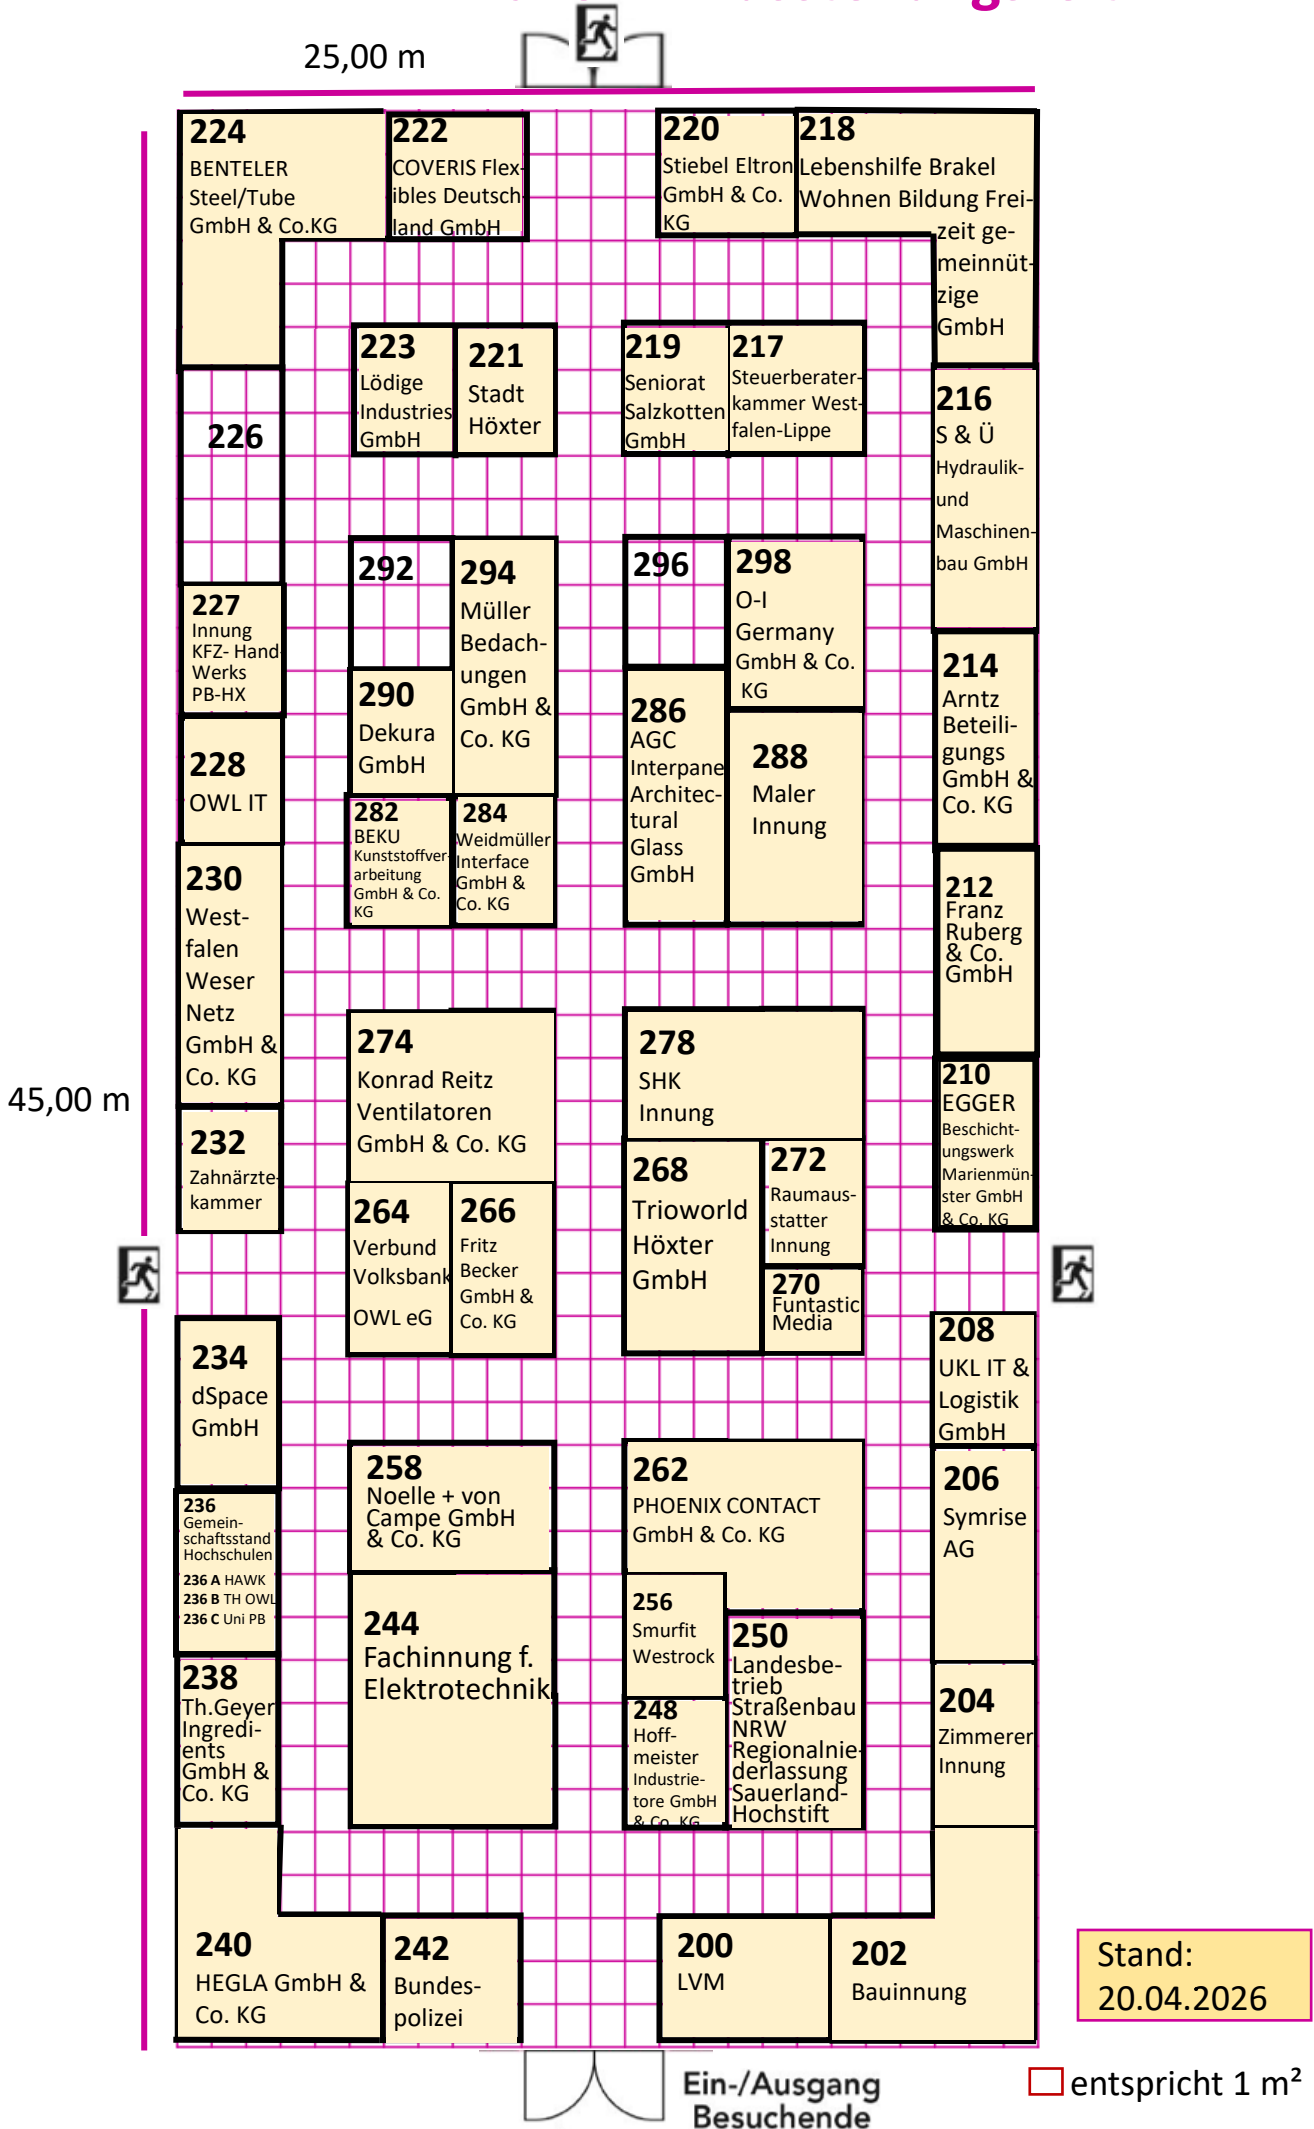 25,00 m
224
BENTELER
Steel/Tube
GmbH & Co.KG
222
COVERIS Flex-
ibles Deutsch
land GmbH
220
Stiebel Eltron
GmbH & Co.
KG
218
Lebenshilfe Brakel
Wohnen Bildung Frei-
zeit ge-
meinnüt-
zige
GmbH
223
Lödige
Industries
GmbH
221
Stadt
Höxter
219
Seniorat
Salzkotten
GmbH
217
Steuerberater-
kammer West-
falen-Lippe
216
S & Ü
Hydraulik-
und
Maschinen-
bau GmbH
226
292
294
Müller
Bedach-
ungen
GmbH &
Co. KG
296
298
O-I
Germany
GmbH & Co.
KG
227
Innung
KFZ- Hand
Werks
PB-HX
290
Dekura
GmbH
286
AGC
Interpane
Architec-
tural
Glass
GmbH
288
Maler
Innung
214
Arntz
Beteili-
gungs
GmbH &
Co. KG
228
OWL IT
282
BEKU
Kunststoffver
arbeitung
GmbH & Co.
KG
284
Weidmüller
Interface
GmbH &
Co. KG
230
West-
falen
Weser
Netz
GmbH &
Co. KG
212
Franz
Ruberg
& Co.
GmbH
274
Konrad Reitz
Ventilatoren
GmbH & Co. KG
278
SHK
Innung
210
EGGER
Beschicht-
ungswerk
Marienmün-
ster GmbH
& Co. KG
45,00 m
232
Zahnärzte-
kammer
264
Verbund
Volksbank
OWL eG
266
Fritz
Becker
GmbH &
Co. KG
268
Trioworld
Höxter
GmbH
272
Raumaus-
statter
Innung
270
Funtastic
Media
234
dSpace
GmbH
208
UKL IT &
Logistik
GmbH
258
Noelle + von
Campe GmbH
& Co. KG
262
PHOENIX CONTACT
GmbH & Co. KG
206
Symrise
AG
236
Gemein-
schaftsstand
Hochschulen
236 A HAWK
236 B TH OWL
236 C Uni PB
244
Fachinnung f.
Elektrotechnik
256
Smurfit
Westrock
250
Landesbe-
trieb
Straßenbau
NRW
Regionalnie-
derlassung
Sauerland-
Hochstift
238
Th.Geyer
Ingredi-
ents
GmbH &
Co. KG
248
Hoff-
meister
Industrie-
tore GmbH
& Co. KG
204
Zimmerer
Innung
240
HEGLA GmbH &
Co. KG
242
Bundes-
polizei
200
LVM
202
Bauinnung
Stand:
20.04.2026
Ein-/Ausgang
Besuchende
entspricht 1 m²